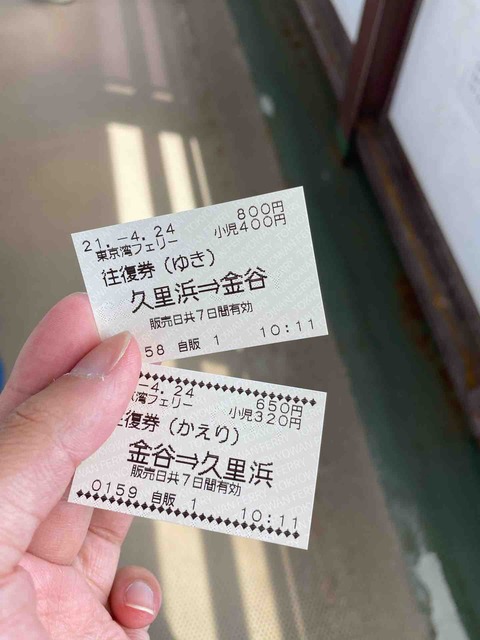 21.-4.24
800円
東京湾フェリー
小児400円
往復券（ゆき）
久里浜⇒金谷
販売日共7日間有効
58 自販 1 10:11
-4.24
650円
湾フェリー
小児320円
復券（かえり）
金谷⇒久里浜
販売日共7日間有効
0159 自販 1 10:11